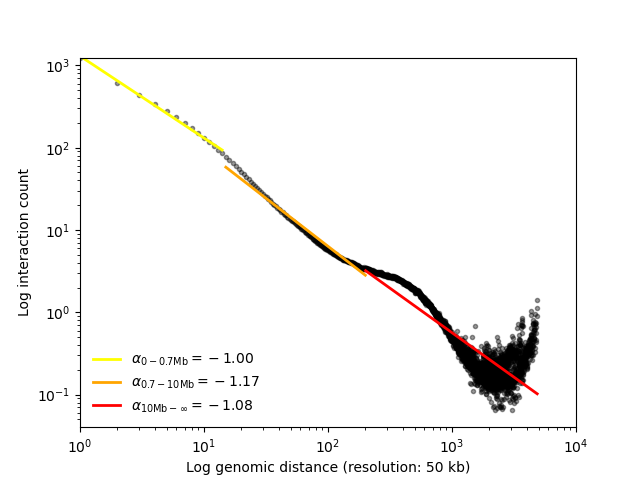 10³
10²
10¹
10⁰
10⁻¹
Log interaction count
α0−0.7Mb = −1.00
α0.7−10Mb = −1.17
α10Mb−∞ = −1.08
10⁰ 10¹ 10² 10³ 10⁴
Log genomic distance (resolution: 50 kb)